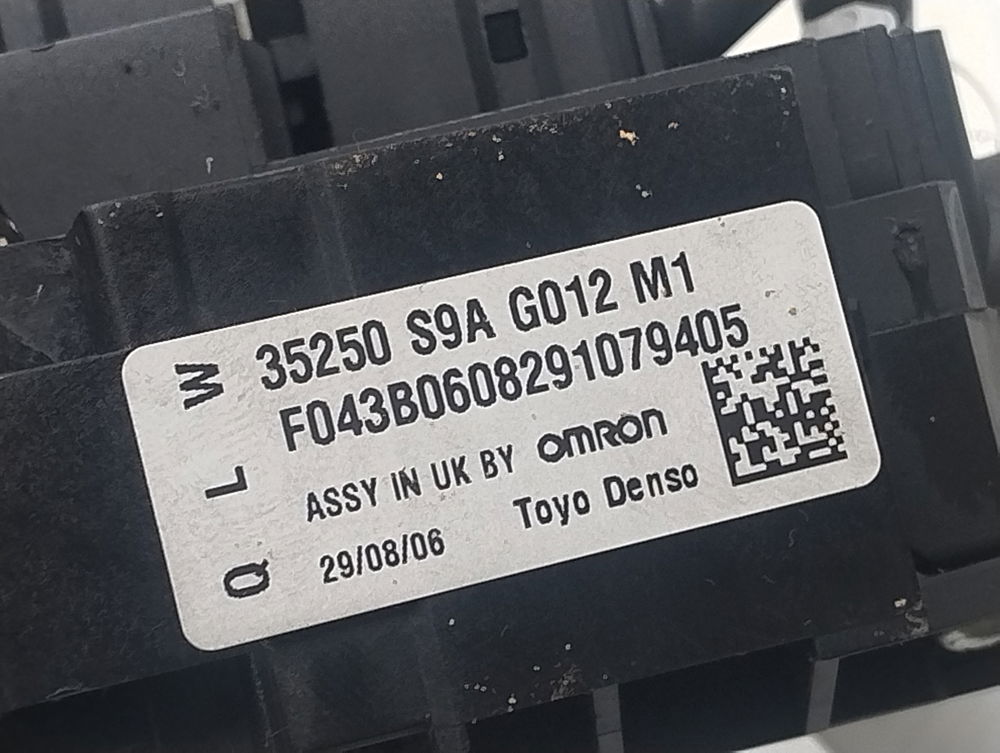 35250 S9A G012 M1
F043B0608291079405
ASSY IN UK BY OMRON
29/08/06 Toyo Denso
W
L
Q